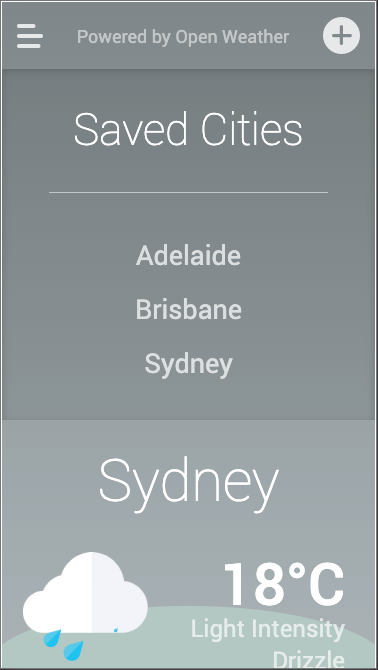 Powered by Open Weather
Saved Cities
Adelaide
Brisbane
Sydney
Sydney
18°C
Light Intensity
Drizzle